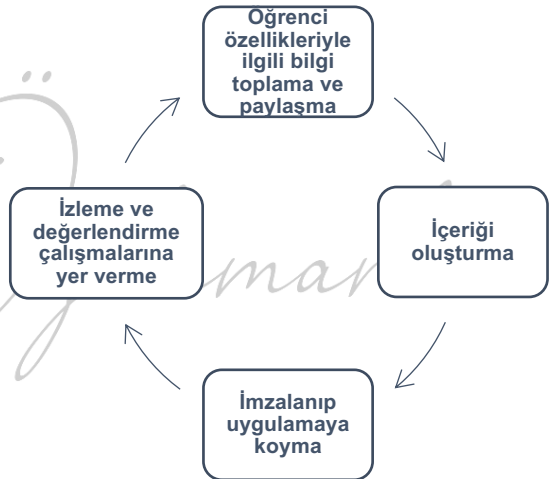 Öğrenci
özellikleriyle
ilgili bilgi
toplama ve
paylaşma
İzleme ve
değerlendirme
çalışmalarına
yer verme
İçeriği
oluşturma
İmzalanıp
uygulamaya
koyma